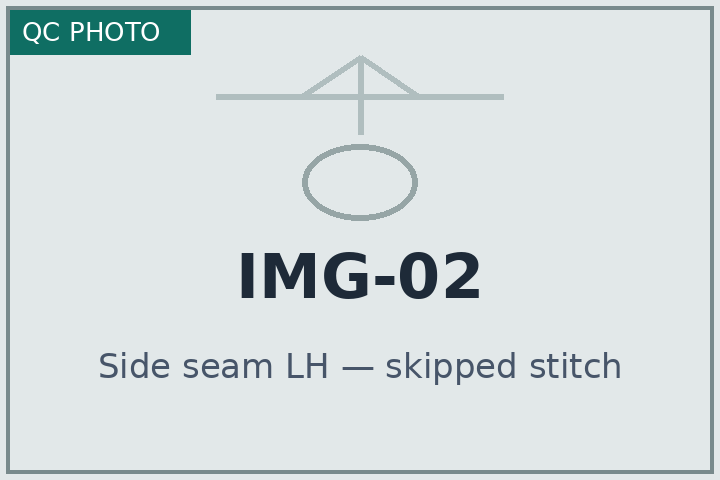 QC PHOTO
IMG-02
Side seam LH — skipped stitch